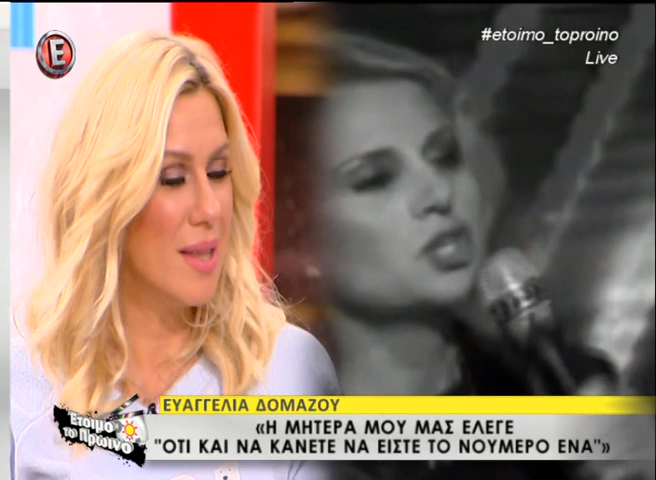 E
#etoimo_toproino
Live
ΕΥΑΓΓΕΛΙΑ ΔΟΜΑΖΟΥ
«Η ΜΗΤΕΡΑ ΜΟΥ ΜΑΣ ΕΛΕΓΕ
"ΟΤΙ ΚΑΙ ΝΑ ΚΑΝΕΤΕ ΝΑ ΕΙΣΤΕ ΤΟ ΝΟΥΜΕΡΟ ΕΝΑ"»
Έτοιμο
το Πρωινό